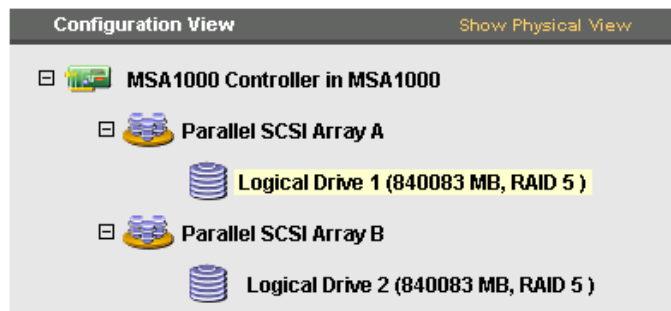 Configuration View Show Physical View
MSA1000 Controller in MSA1000
Parallel SCSI Array A
Logical Drive 1 (840083 MB, RAID 5 )
Parallel SCSI Array B
Logical Drive 2 (840083 MB, RAID 5 )